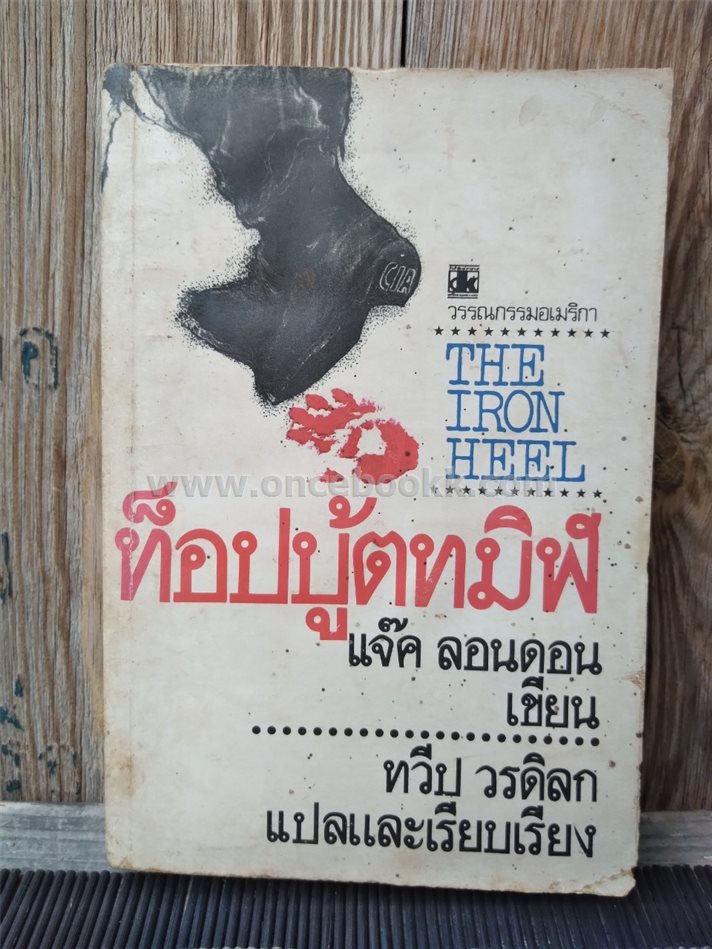 CIA
dk
วรรณกรรมอเมริกา
THE
IRON
HEEL
www.oncebookk.com
ท็อปบู้ตทมิฬ
แจ๊ค ลอนดอน
เขียน
ทวีป วรดิลก
แปลและเรียบเรียง